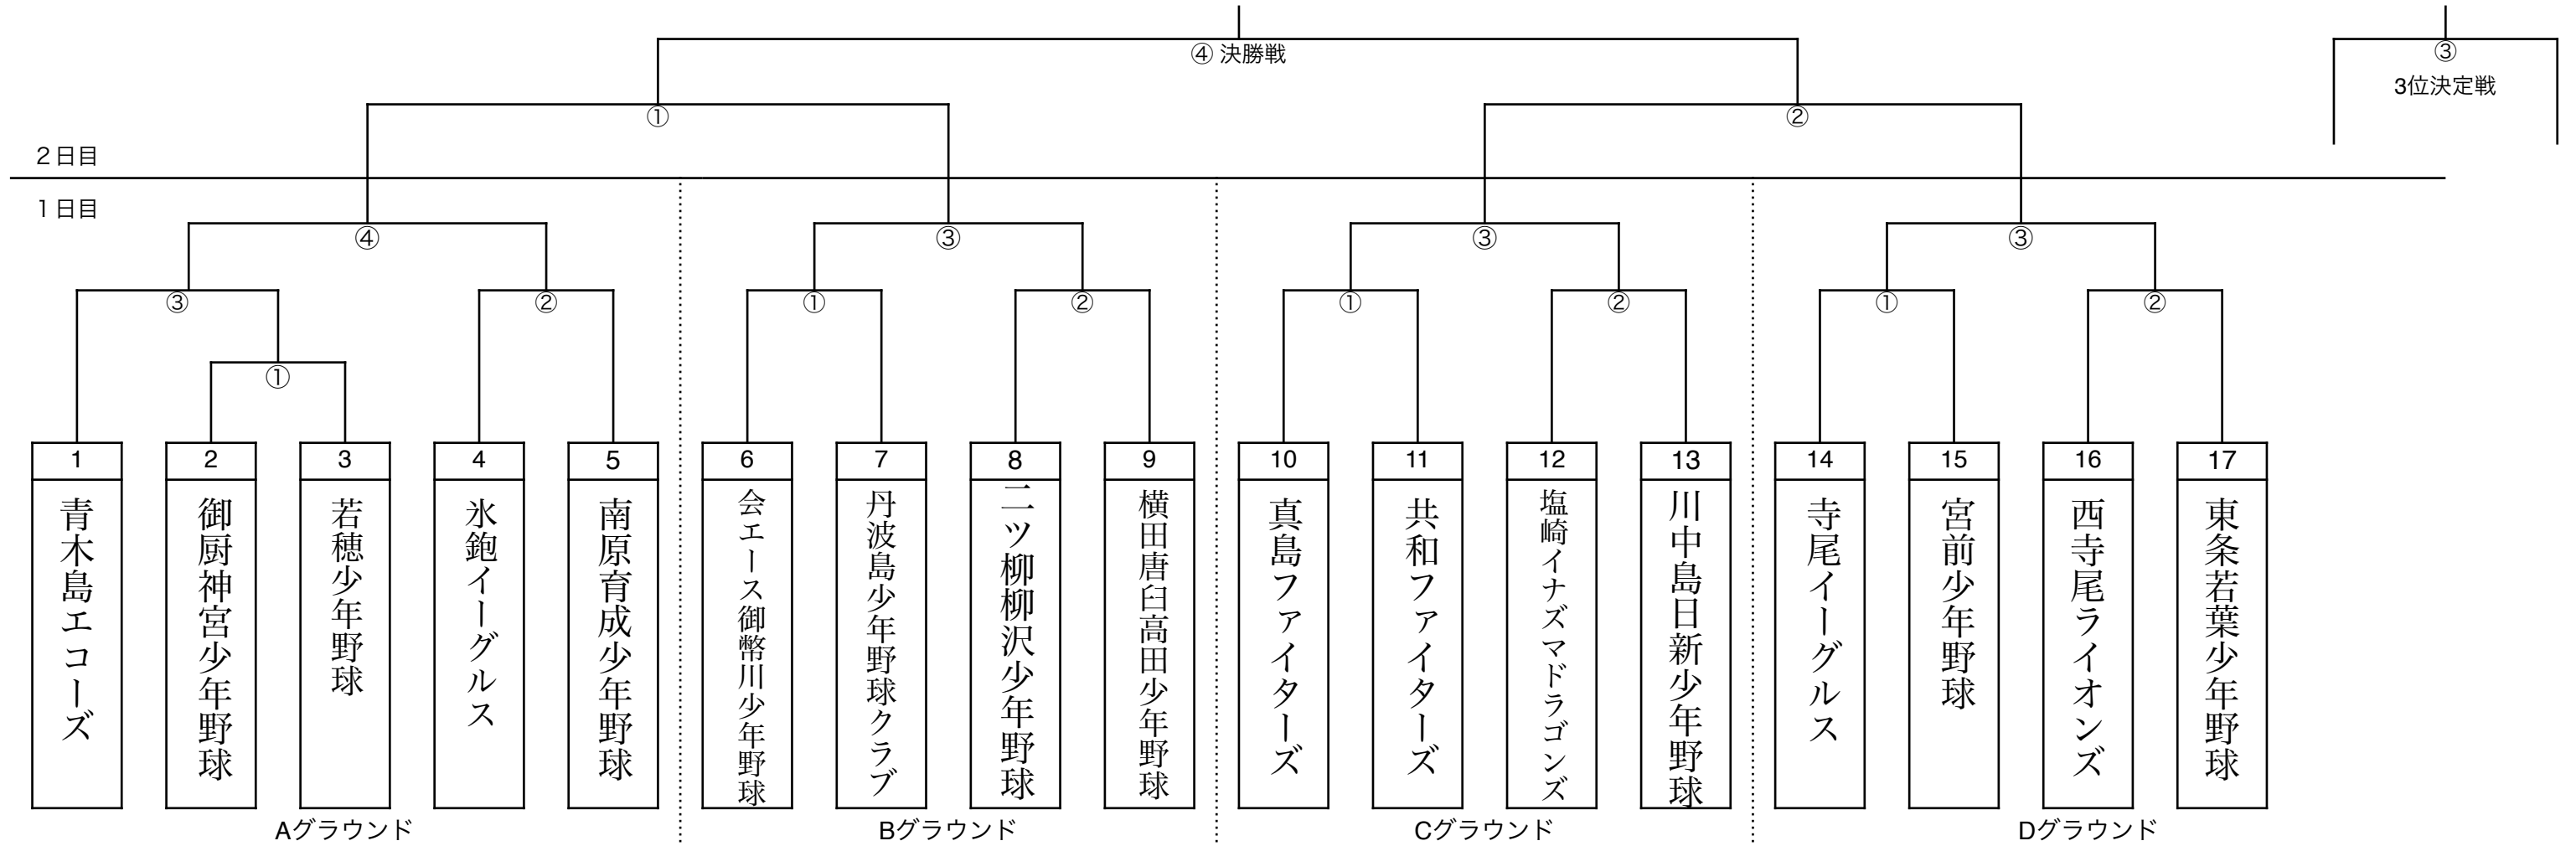 ④ 決勝戦
③
3位決定戦
①
②
２日目
１日目
④
③
③
③
③
②
①
②
①
②
①
②
①
1
2
3
4
5
6
7
8
9
10
11
12
13
14
15
16
17
青木島エコーズ
御厨神宮少年野球
若穂少年野球
氷鉋イーグルス
南原育成少年野球
会エース御幣川少年野球
丹波島少年野球クラブ
二ツ柳柳沢少年野球
横田唐臼高田少年野球
真島ファイターズ
共和ファイターズ
塩崎イナズマドラゴンズ
川中島日新少年野球
寺尾イーグルス
宮前少年野球
西寺尾ライオンズ
東条若葉少年野球
Aグラウンド
Bグラウンド
Cグラウンド
Dグラウンド